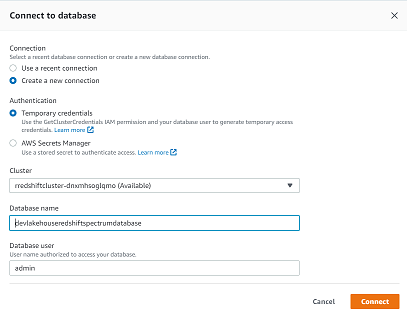 Connect to database
Connection
Select a recent database connection or create a new database connection.
Use a recent connection
Create a new connection
Authentication
Temporary credentials
Use the GetClusterCredentials IAM permission and your database user to generate temporary access
credentials. Learn more
AWS Secrets Manager
Use a stored secret to authenticate access. Learn more
Cluster
rredshiftcluster-dnxmhsoglqmo (Available)
Database name
devlakehouseredshiftspectrumdatabase
Database user
User name authorized to access your database.
admin
Cancel
Connect